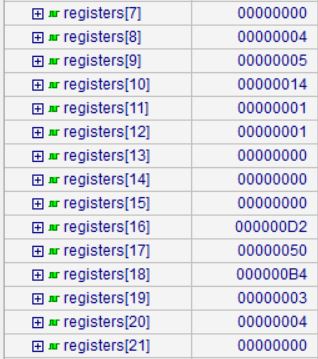 registers[7] 00000000
registers[8] 00000004
registers[9] 00000005
registers[10] 00000014
registers[11] 00000001
registers[12] 00000001
registers[13] 00000000
registers[14] 00000000
registers[15] 00000000
registers[16] 000000D2
registers[17] 00000050
registers[18] 000000B4
registers[19] 00000003
registers[20] 00000004
registers[21] 00000000